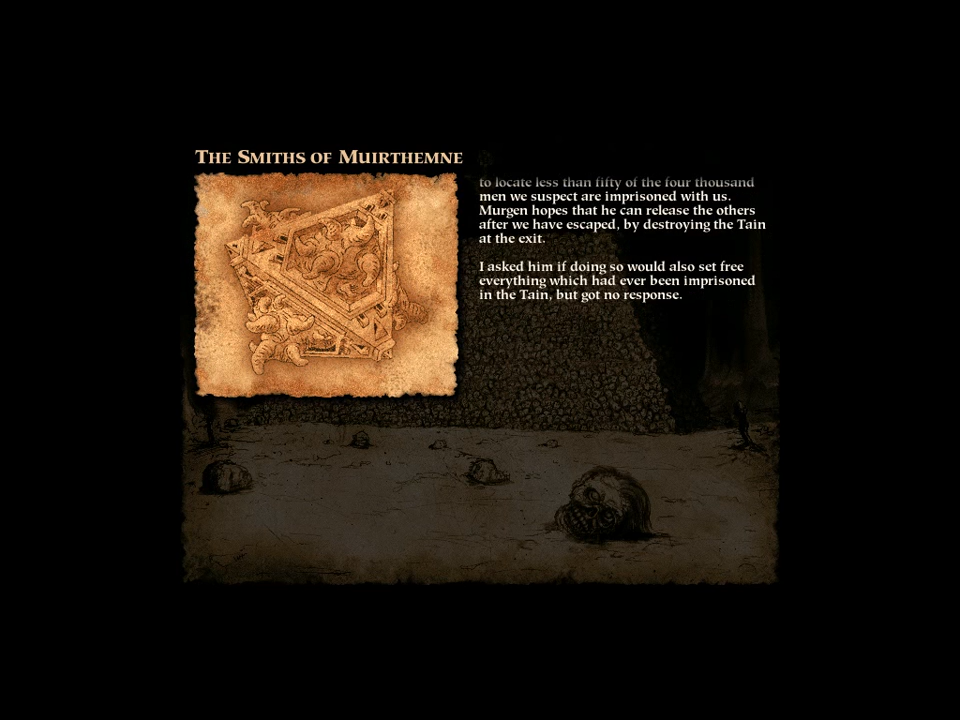 The Smiths of Muirthemne
to locate less than fifty of the four thousand
men we suspect are imprisoned with us.
Murgen hopes that he can release the others
after we have escaped, by destroying the Tain
at the exit.
I asked him if doing so would also set free
everything which had ever been imprisoned
in the Tain, but got no response.